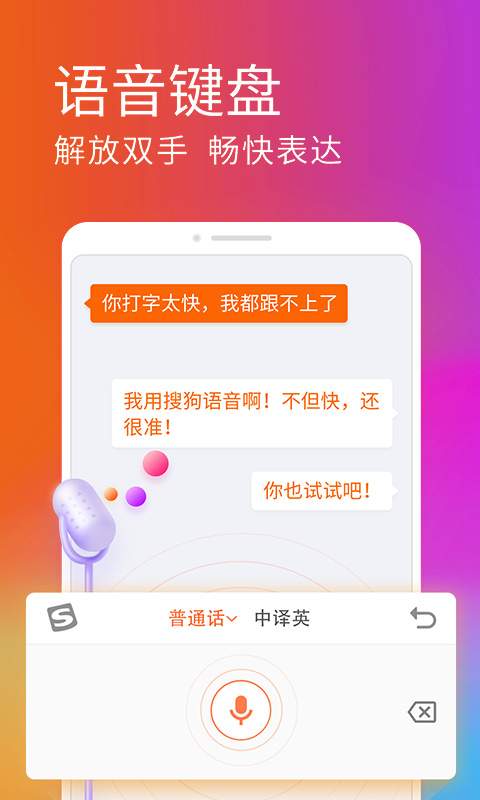 语音键盘
解放双手 畅快表达
你打字太快，我都跟不上了
我用搜狗语音啊！不但快，还
很准！
你也试试吧！
S 普通话 中译英